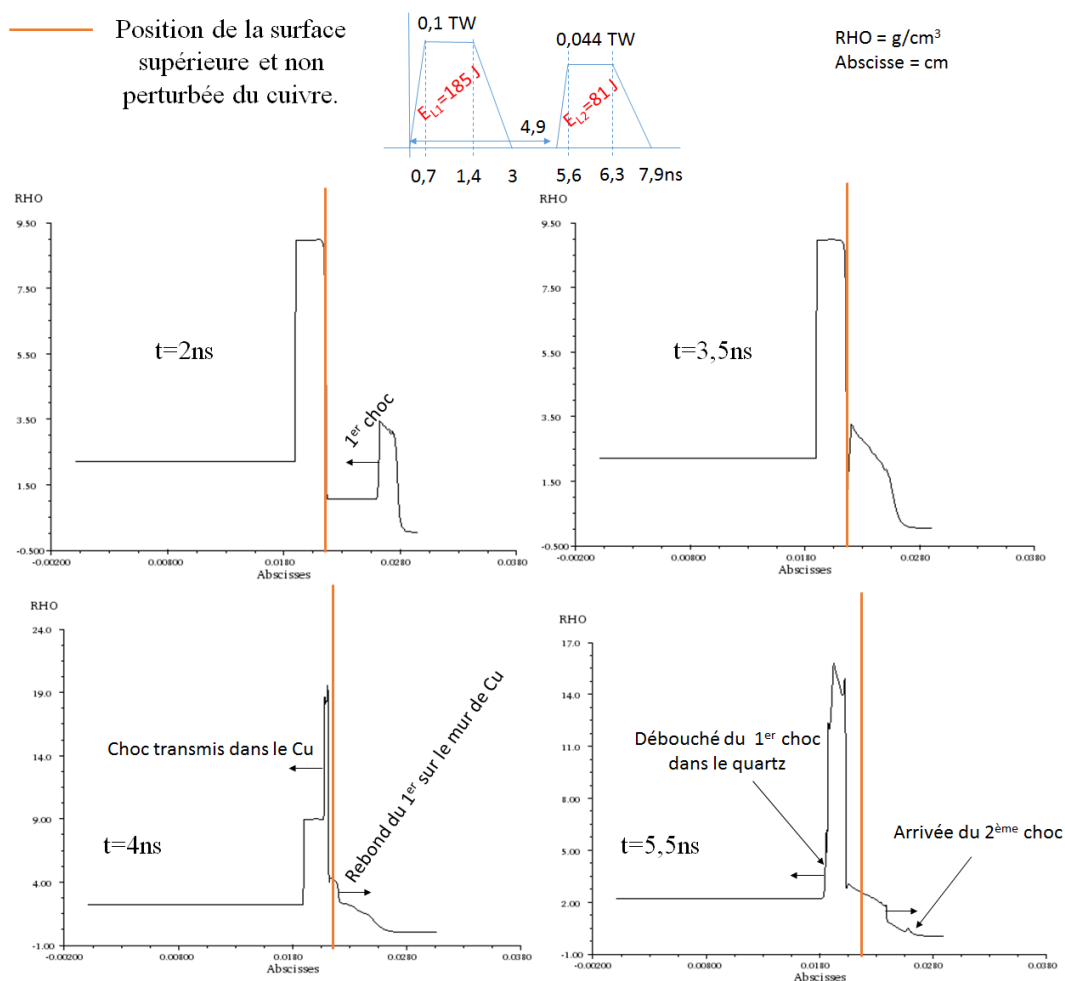 Position de la surface
supérieure et non
perturbée du cuivre.
0,1 TW
0,044 TW
E_L1=185 J
E_L2=81 J
4,9
0,7 1,4 3 5,6 6,3 7,9ns
RHO = g/cm³
Abscisse = cm
RHO
9.50
7.50
5.50
3.50
1.50
-0.500
t=2ns
1er choc
-0.00200 0.00800 0.0180 0.0280 0.0380
Abscisses
RHO
9.50
7.50
5.50
3.50
1.50
-0.500
t=3,5ns
-0.00200 0.00800 0.0180 0.0280 0.0380
Abscisses
RHO
24.0
19.0
14.0
9.00
4.00
-1.00
Choc transmis dans le Cu
Rebond du 1er sur le mur de Cu
t=4ns
-0.00200 0.00800 0.0180 0.0280 0.0380
Abscisses
RHO
17.0
14.0
11.0
8.00
5.00
2.00
-1.00
Débouché du 1er choc
dans le quartz
Arrivée du 2ème choc
t=5,5ns
-0.00200 0.00800 0.0180 0.0280 0.0380
Abscisses